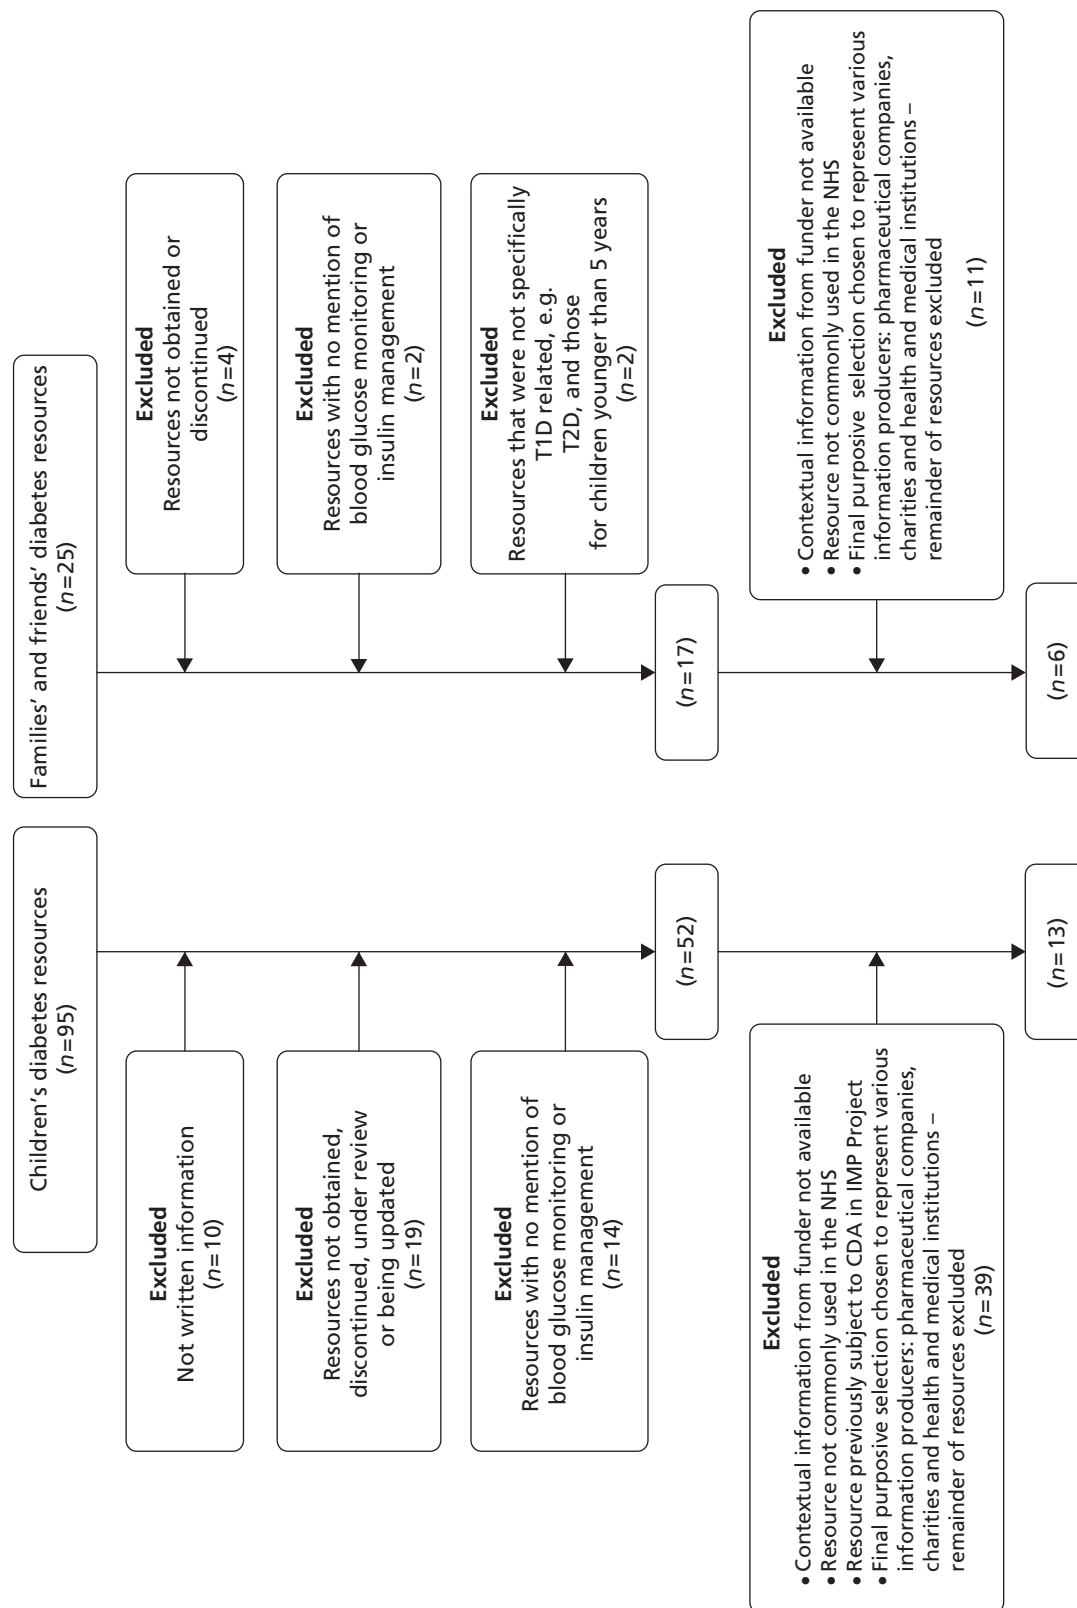 Children's diabetes resources
(n=95)
Excluded
Not written information
(n=10)
Excluded
Resources not obtained,
discontinued, under review
or being updated
(n=19)
Excluded
Resources with no mention of
blood glucose monitoring or
insulin management
(n=14)
(n=52)
Excluded
• Contextual information from funder not available
• Resource not commonly used in the NHS
• Resource previously subject to CDA in IMP Project
• Final purposive selection chosen to represent various
information producers: pharmaceutical companies,
charities and health and medical institutions –
remainder of resources excluded
(n=39)
(n=13)
Families' and friends' diabetes resources
(n=25)
Excluded
Resources not obtained or
discontinued
(n=4)
Excluded
Resources with no mention of
blood glucose monitoring or
insulin management
(n=2)
Excluded
Resources that were not specifically
T1D related, e.g.
T2D, and those
for children younger than 5 years
(n=2)
(n=17)
Excluded
• Contextual information from funder not available
• Resource not commonly used in the NHS
• Final purposive selection chosen to represent various
information producers: pharmaceutical companies,
charities and health and medical institutions –
remainder of resources excluded
(n=11)
(n=6)